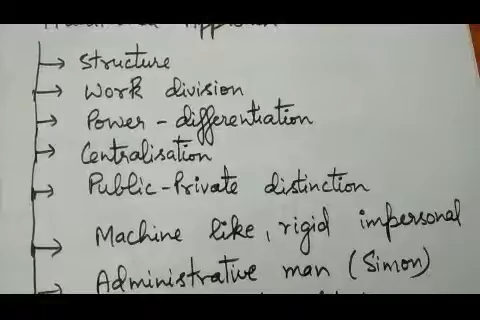 Structure
Work division
Power - differentiation
Centralisation
Public-Private distinction
Machine like, rigid impersonal
Administrative man (Simon)